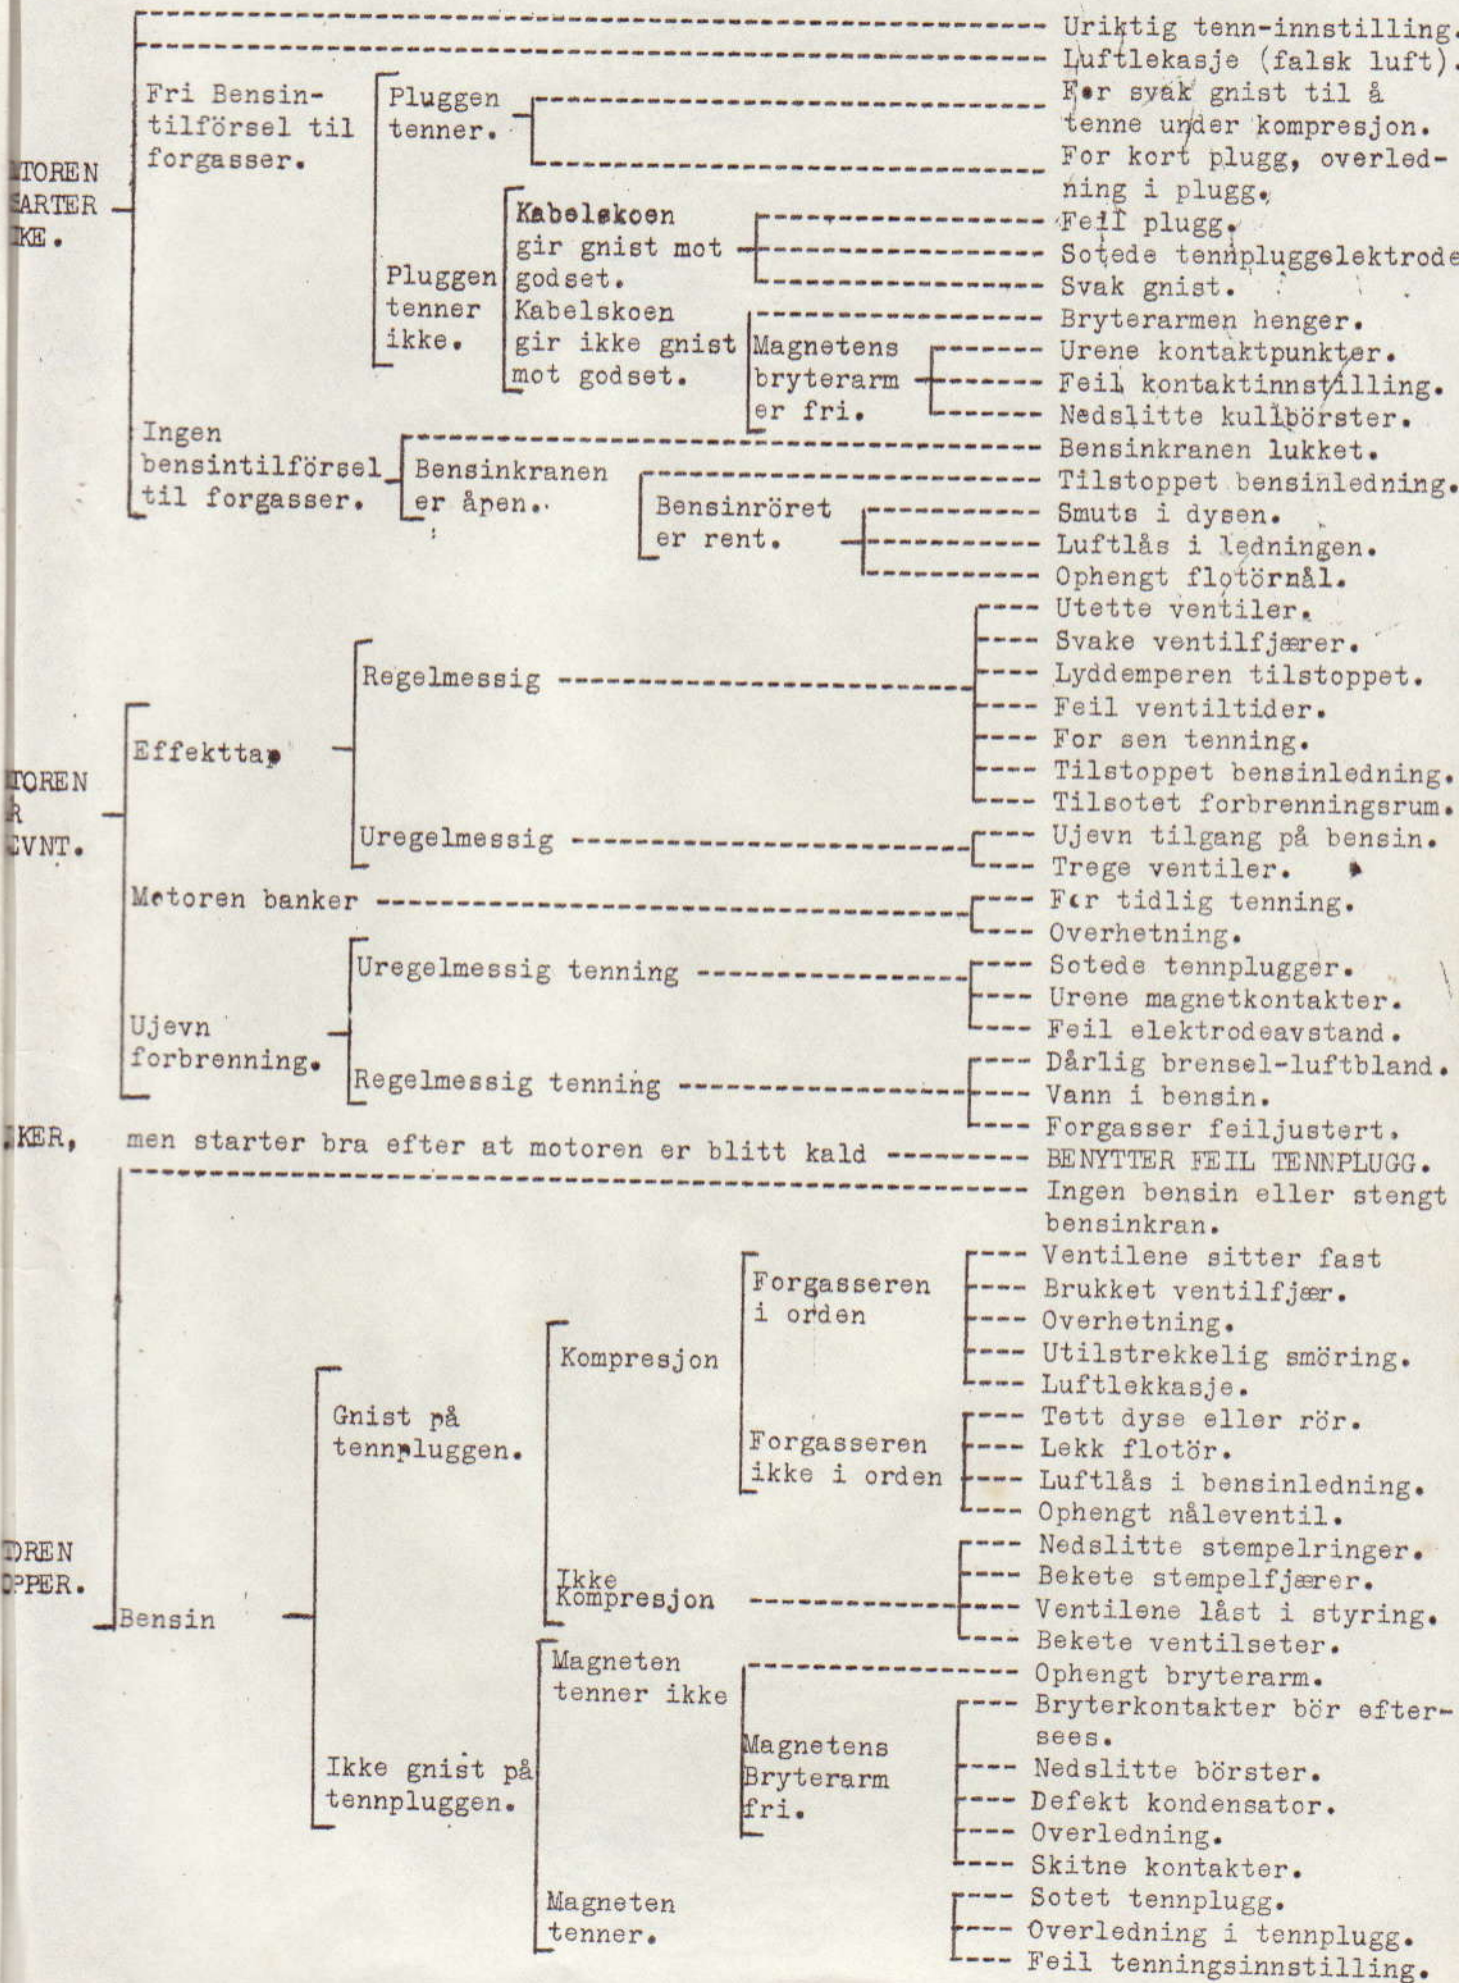 Uriktig tenn-innstilling.
Luftlekasje (falsk luft).
Fri Bensin-
tilförsel til
forgasser.
Pluggen
tenner.
For svak gnist til å
tenne under kompresjon.
For kort plugg, overled-
ning i plugg.
TOREN
ARTER
KE.
Kabelskoen
gir gnist mot
godset.
Feil plugg.
Sotede tennpluggelektrode
Svak gnist.
Pluggen
tenner
ikke.
Kabelskoen
gir ikke gnist
mot godset.
Bryterarmen henger.
Magnetens
bryterarm
er fri.
Urene kontaktpunkter.
Feil kontaktinnstilling.
Nedslitte kullbörster.
Ingen
bensintilförsel
til forgasser.
Bensinkranen lukket.
Bensinkranen
er åpen.
Tilstoppet bensinledning.
Bensinröret
er rent.
Smuts i dysen.
Luftlås i ledningen.
Ophengt flotörnål.
TOREN
R
EVNT.
Effekttap
Regelmessig
Utette ventiler.
Svake ventilfjærer.
Lyddemperen tilstoppet.
Feil ventiltider.
For sen tenning.
Tilstoppet bensinledning.
Tilsotet forbrenningsrum.
Uregelmessig
Ujevn tilgang på bensin.
Trege ventiler.
Motoren banker
For tidlig tenning.
Overhetning.
Ujevn
forbrenning.
Uregelmessig tenning
Sotede tennplugger.
Urene magnetkontakter.
Feil elektrodeavstand.
Regelmessig tenning
Dårlig brensel-luftbland.
Vann i bensin.
Forgasser feiljustert.
KER, men starter bra efter at motoren er blitt kald BENYTTER FEIL TENNPLUGG.
Ingen bensin eller stengt
bensinkran.
OREN
OPPER.
Bensin
Gnist på
tennpluggen.
Kompresjon
Forgasseren
i orden
Ventilene sitter fast
Brukket ventilfjær.
Overhetning.
Utilstrekkelig smöring.
Luftlekkasje.
Forgasseren
ikke i orden
Tett dyse eller rör.
Lekk flotör.
Luftlås i bensinledning.
Ophengt nåleventil.
Ikke
Kompresjon
Nedslitte stempelringer.
Bekete stempelfjærer.
Ventilene låst i styring.
Bekete ventilseter.
Ikke gnist på
tennpluggen.
Magneten
tenner ikke
Ophengt bryterarm.
Magnetens
Bryterarm
fri.
Bryterkontakter bör efter-
sees.
Nedslitte börster.
Defekt kondensator.
Overledning.
Skitne kontakter.
Magneten
tenner.
Sotet tennplugg.
Overledning i tennplugg.
Feil tenningsinnstilling.